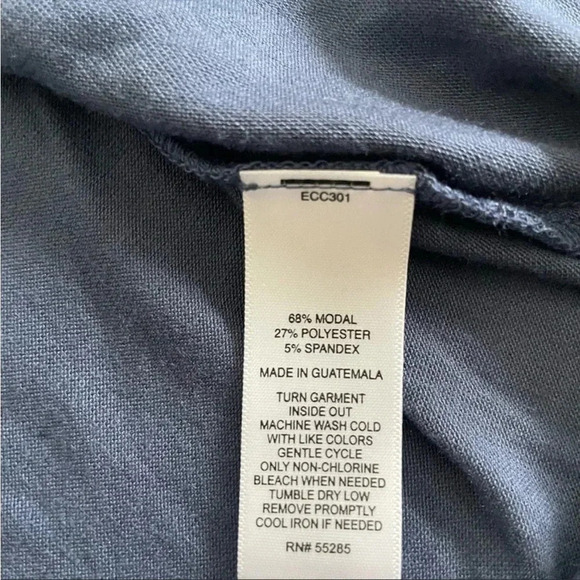 ECC301
68% MODAL
27% POLYESTER
5% SPANDEX
MADE IN GUATEMALA
TURN GARMENT
INSIDE OUT
MACHINE WASH COLD
WITH LIKE COLORS
GENTLE CYCLE
ONLY NON-CHLORINE
BLEACH WHEN NEEDED
TUMBLE DRY LOW
REMOVE PROMPTLY
COOL IRON IF NEEDED
RN# 55285